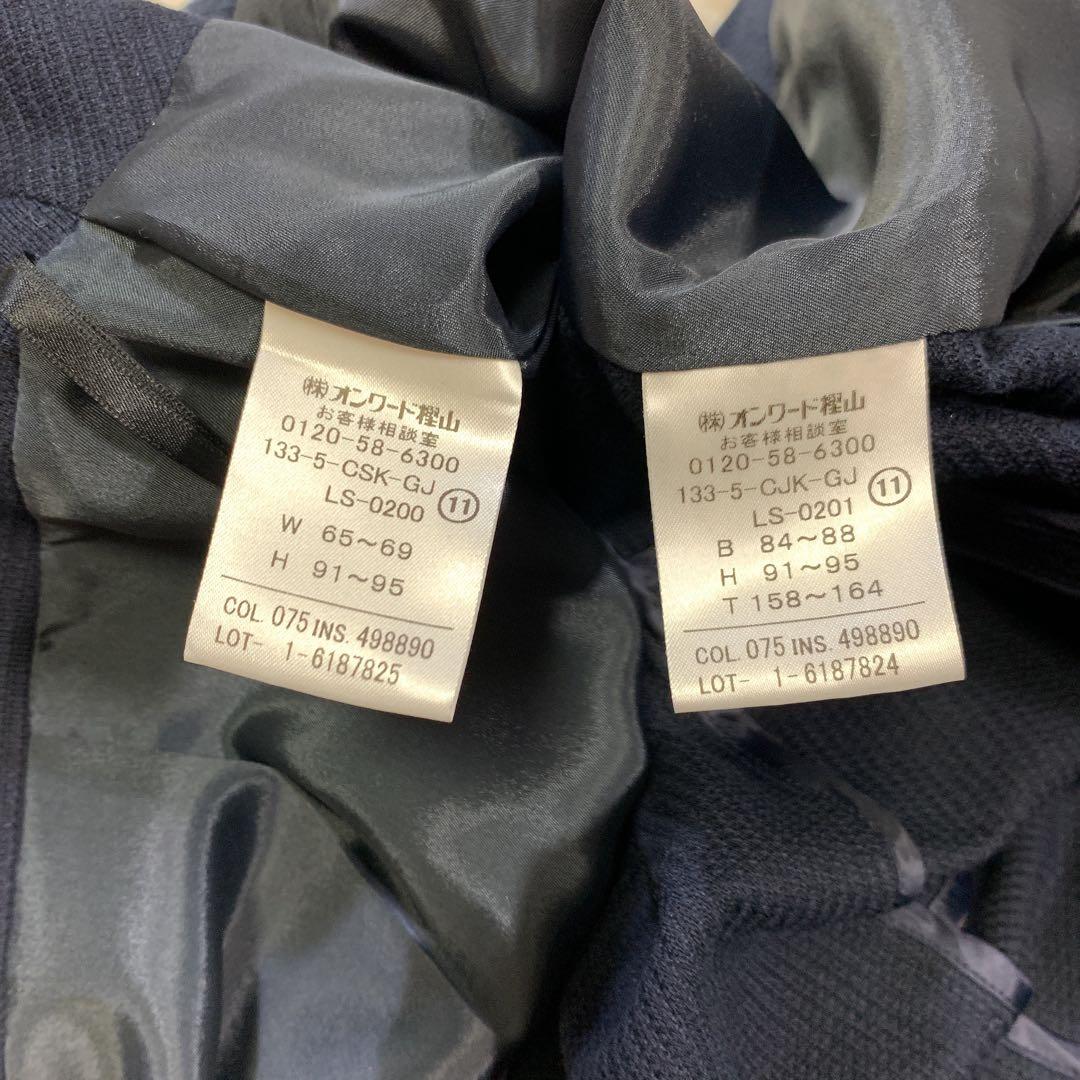 (株)オンワード樫山
お客様相談室
0120-58-6300
133-5-CSK-GJ
LS-0200 ⑪
W 65～69
H 91～95
COL. 075 INS. 498890
LOT- 1-6187825
(株)オンワード樫山
お客様相談室
0120-58-6300
133-5-CJK-GJ
LS-0201 ⑪
B 84～88
H 91～95
T 158～164
COL. 075 INS. 498890
LOT- 1-6187824